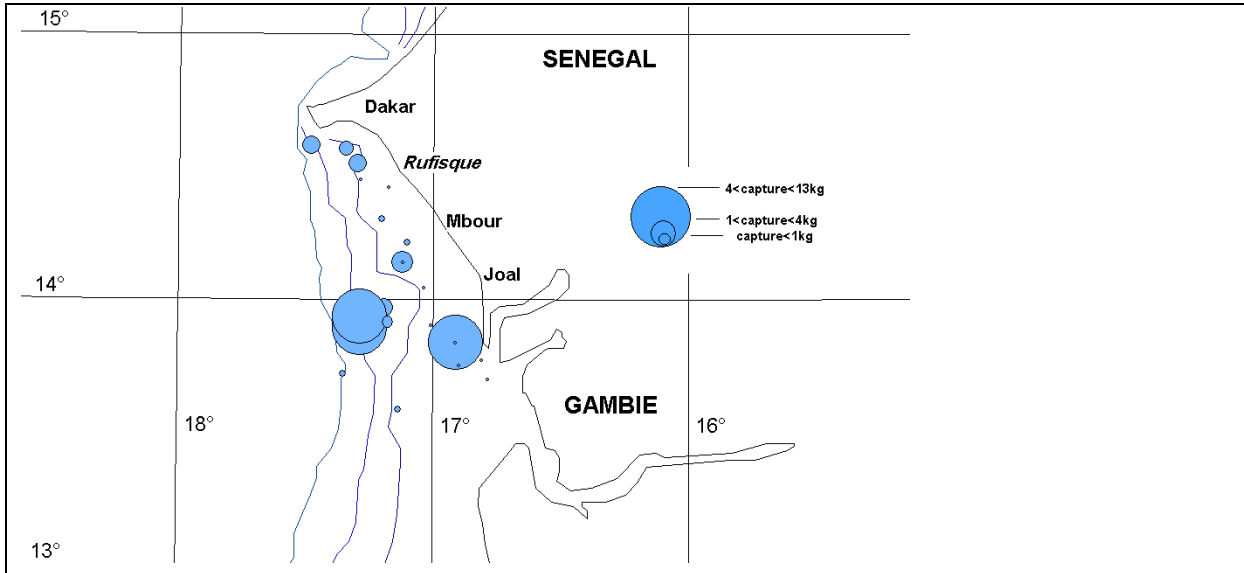 15°
SENEGAL
Dakar
Rufisque
4<capture<13kg
Mbour
1<capture<4kg
capture<1kg
Joal
14°
GAMBIE
18°
17°
16°
13°